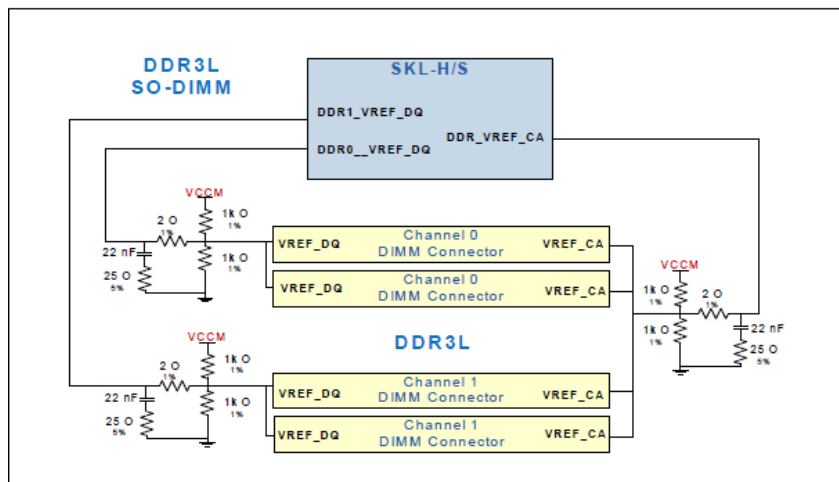 DDR3L
SO-DIMM
SKL-H/S
DDR1_VREF_DQ
DDR_VREF_CA
DDR0__VREF_DQ
VCCM
1k O
1%
2 O
1%
22 nF
1k O
1%
25 O
5%
VREF_DQ
Channel 0
DIMM Connector
VREF_CA
VREF_DQ
Channel 0
DIMM Connector
VREF_CA
VCCM
1k O
1%
2 O
1%
1k O
1%
22 nF
25 O
5%
DDR3L
VCCM
1k O
1%
2 O
1%
22 nF
1k O
1%
25 O
5%
VREF_DQ
Channel 1
DIMM Connector
VREF_CA
VREF_DQ
Channel 1
DIMM Connector
VREF_CA